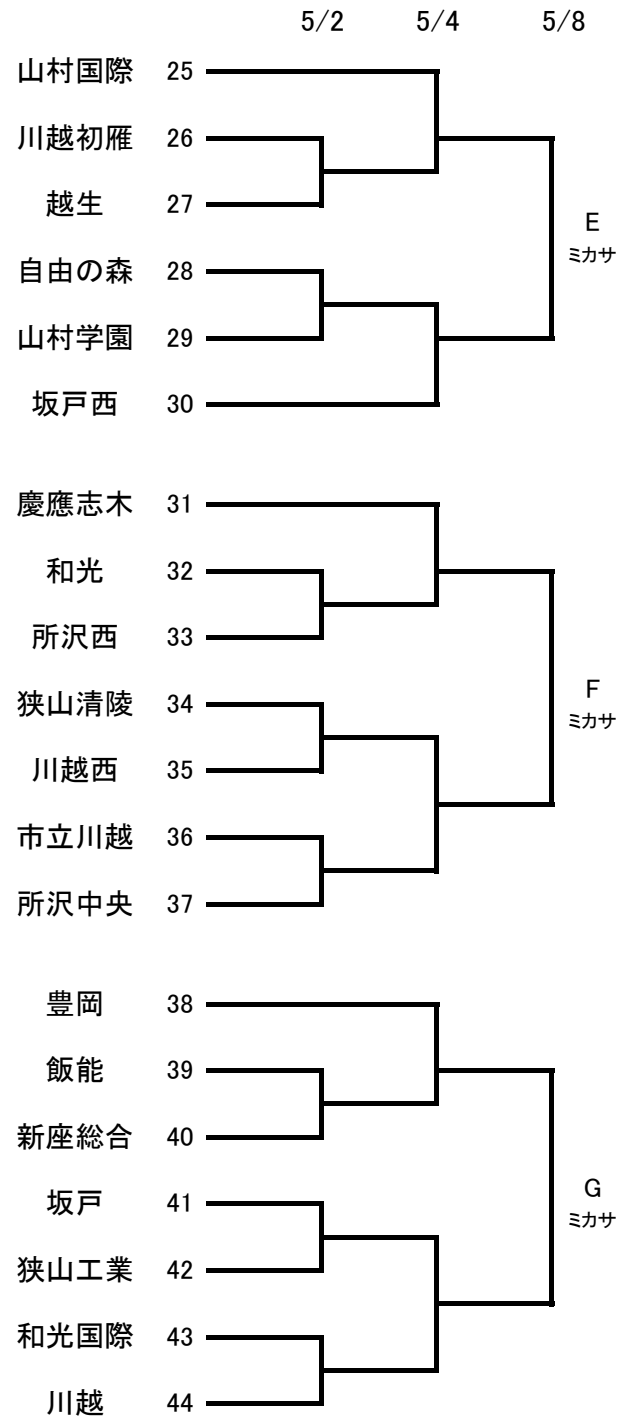 5/2 5/4 5/8
山村国際 25
川越初雁 26
越生 27
自由の森 28
山村学園 29
坂戸西 30
E
ミカサ
慶應志木 31
和光 32
所沢西 33
狭山清陵 34
川越西 35
市立川越 36
所沢中央 37
F
ミカサ
豊岡 38
飯能 39
新座総合 40
坂戸 41
狭山工業 42
和光国際 43
川越 44
G
ミカサ